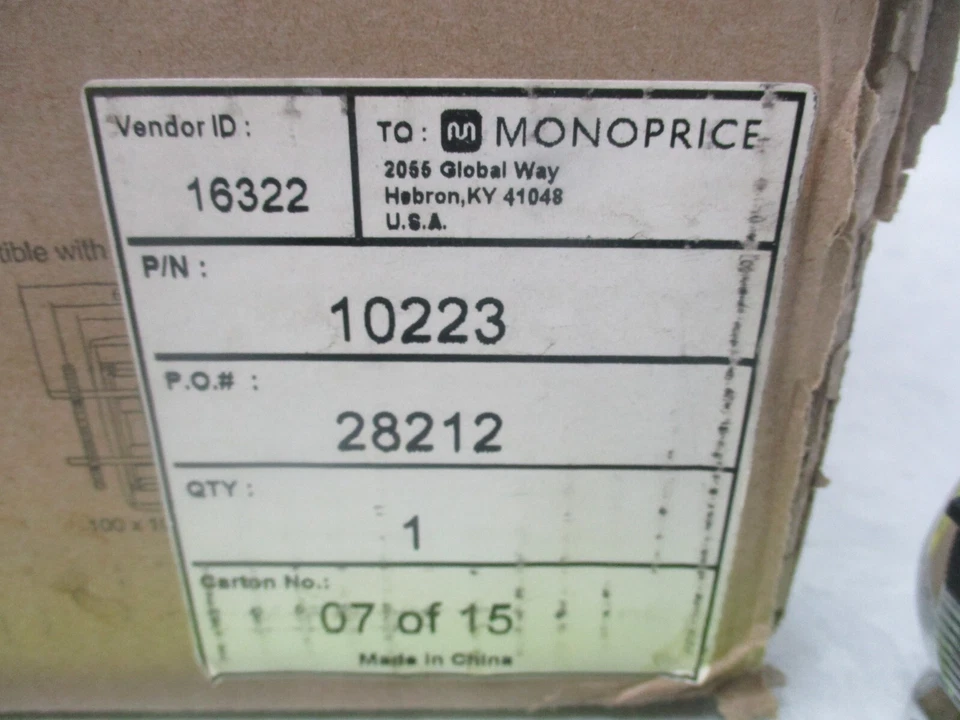 Vendor ID :
16322
TO : MONOPRICE
2055 Global Way
Hebron,KY 41048
U.S.A.
P/N :
10223
P.O.# :
28212
QTY :
1
Carton No.:
07 of 15
Made in China
tible with
100 x